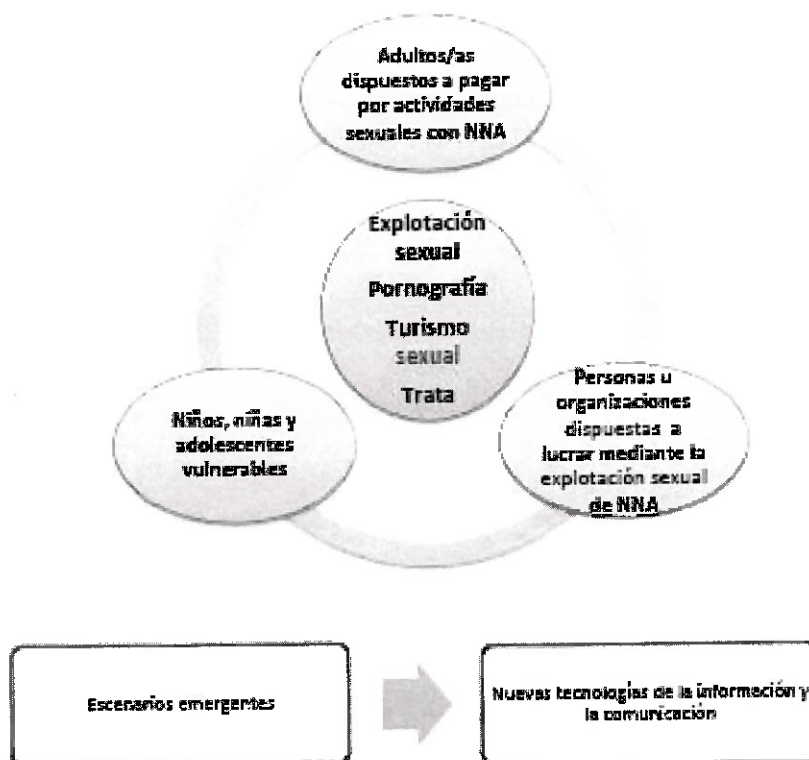 Adultos/as
dispuestos a pagar
por actividades
sexuales con NNA
Explotación
sexual
Pornografía
Turismo
sexual
Trata
Niños, niñas y
adolescentes
vulnerables
Personas u
organizaciones
dispuestas a
lucrar mediante la
explotación sexual
de NNA
Escenarios emergentes
Nuevas tecnologías de la información y
la comunicación